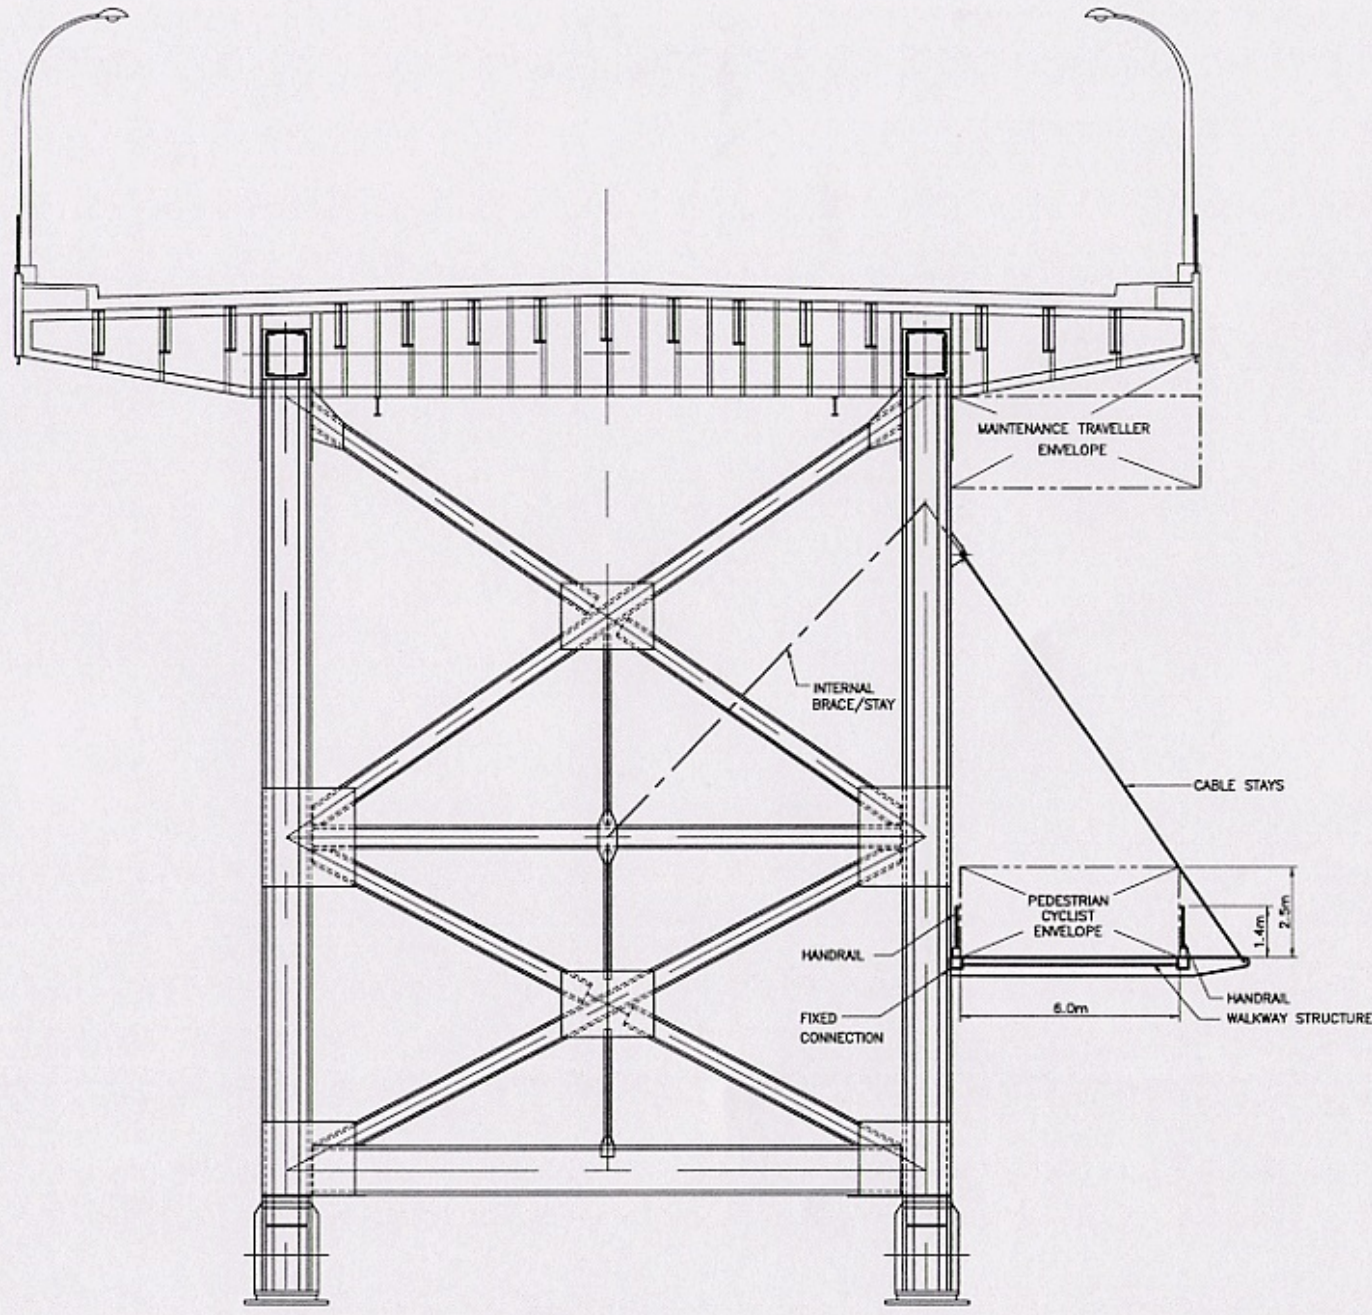 MAINTENANCE TRAVELLER
ENVELOPE
INTERNAL
BRACE/STAY
CABLE STAYS
PEDESTRIAN
CYCLIST
ENVELOPE
1.4m
2.5m
HANDRAIL
6.0m
FIXED
CONNECTION
HANDRAIL
WALKWAY STRUCTURE